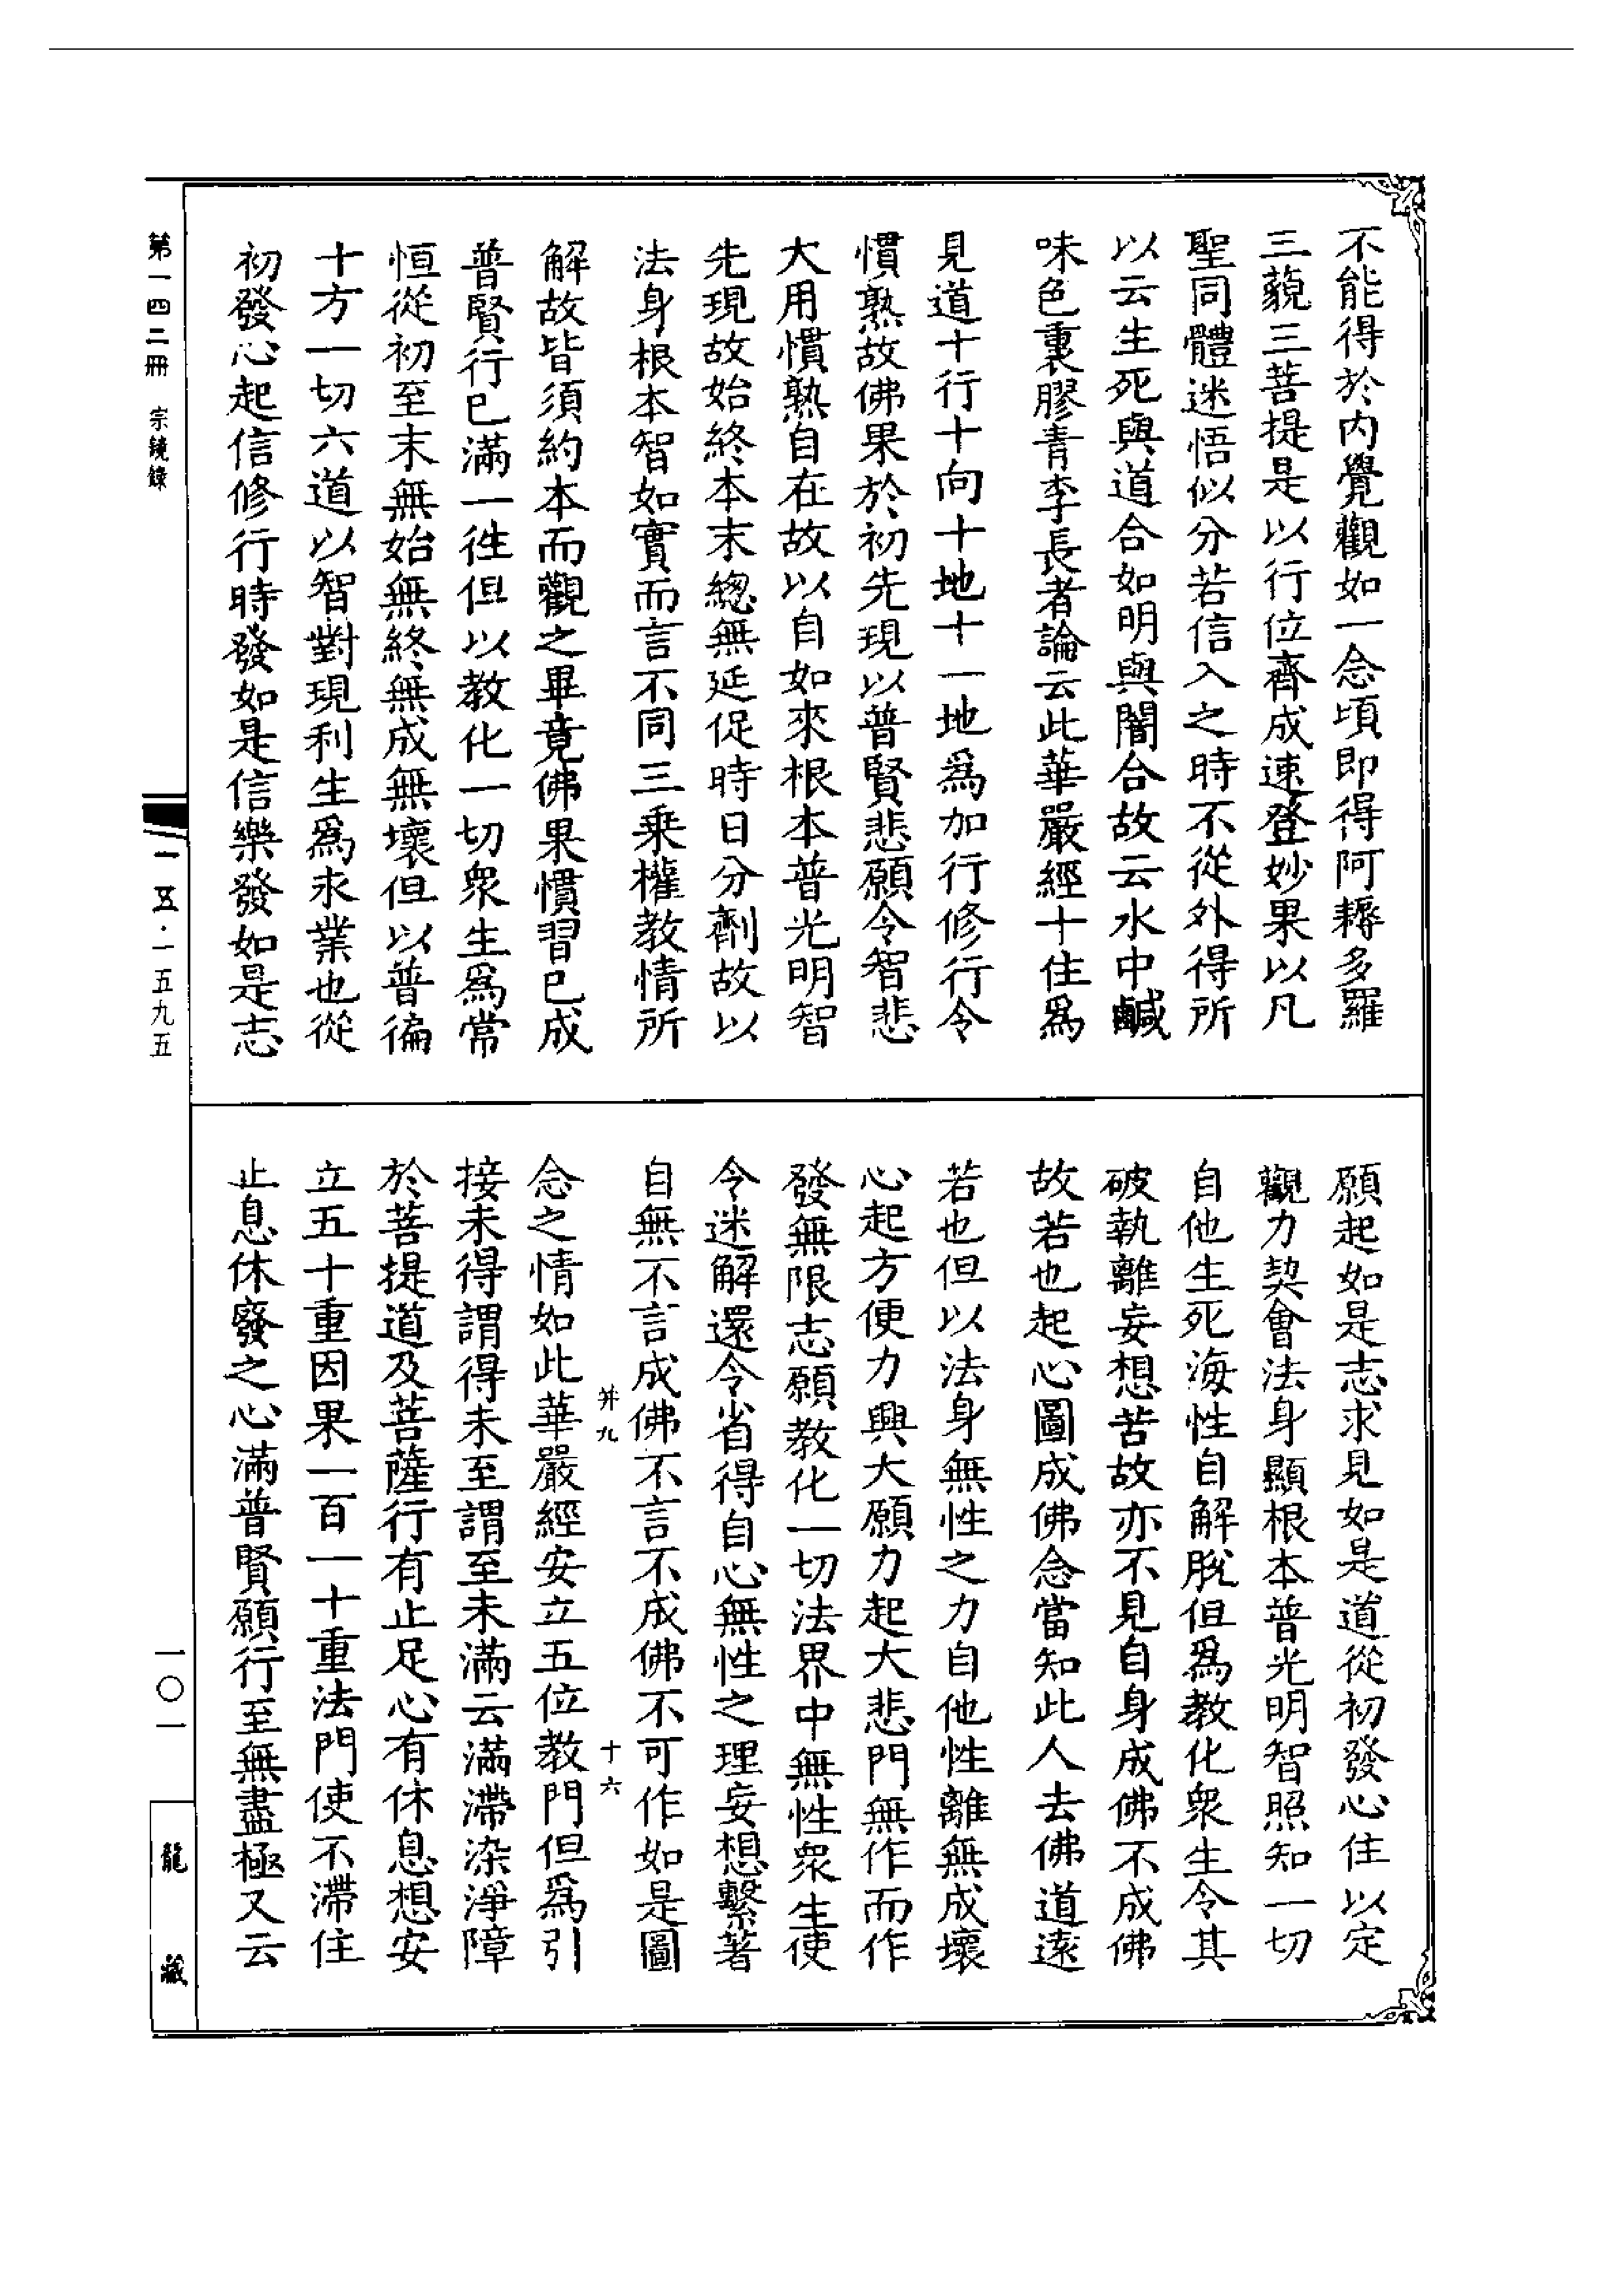 不能得於内覺觀如一念頃即得阿耨多羅
三藐三菩提是以行位齊成速登妙果以凡
聖同體迷悟似分若信入之時不從外得所
以云生死與道合如明與闇合故云水中鹹
味色裏膠青李長者論云此華嚴經十住爲
見道十行十向十地十一地爲加行修行令
慣熟故佛果於初先現以普賢悲願令智悲
大用慣熟自在故以自如來根本普光明智
先現故始終本末總無延促時日分劑故以
法身根本智如實而言不同三乘權教情所
解故皆須約本而觀之畢竟佛果慣習已成
普賢行已滿一徃但以教化一切衆生爲常
恒從初至末無始無終無成無壞但以普徧
十方一切六道以智對現利生爲求業也從
初發心起信修行時發如是信樂發如是志
願起如是志求見如是道從初發心住以定
觀力契會法身顯根本普光明智照知一切
自他生死海性自解脫但爲教化衆生令其
破執離妄想苦故亦不見自身成佛不成佛
故若也起心圖成佛念當知此人去佛道遠
若也但以法身無性之力自他性離無成壞
心起方便力興大願力起大悲門無作而作
發無限志願教化一切法界中無性衆生使
令迷解還令省得自心無性之理妄想繫著
自無不言成佛不言不成佛不可作如是圖
念之情如此華嚴經安立五位教門但爲引
接未得謂得未至謂至未滿云滿滯染淨障
於菩提道及菩薩行有止足心有休息想安
立五十重因果一百一十重法門使不滯住
止息休廢之心滿普賢願行至無盡極又云
九
十六
第一四二冊 宗鏡錄
一五·一五九五
一〇一
龍藏